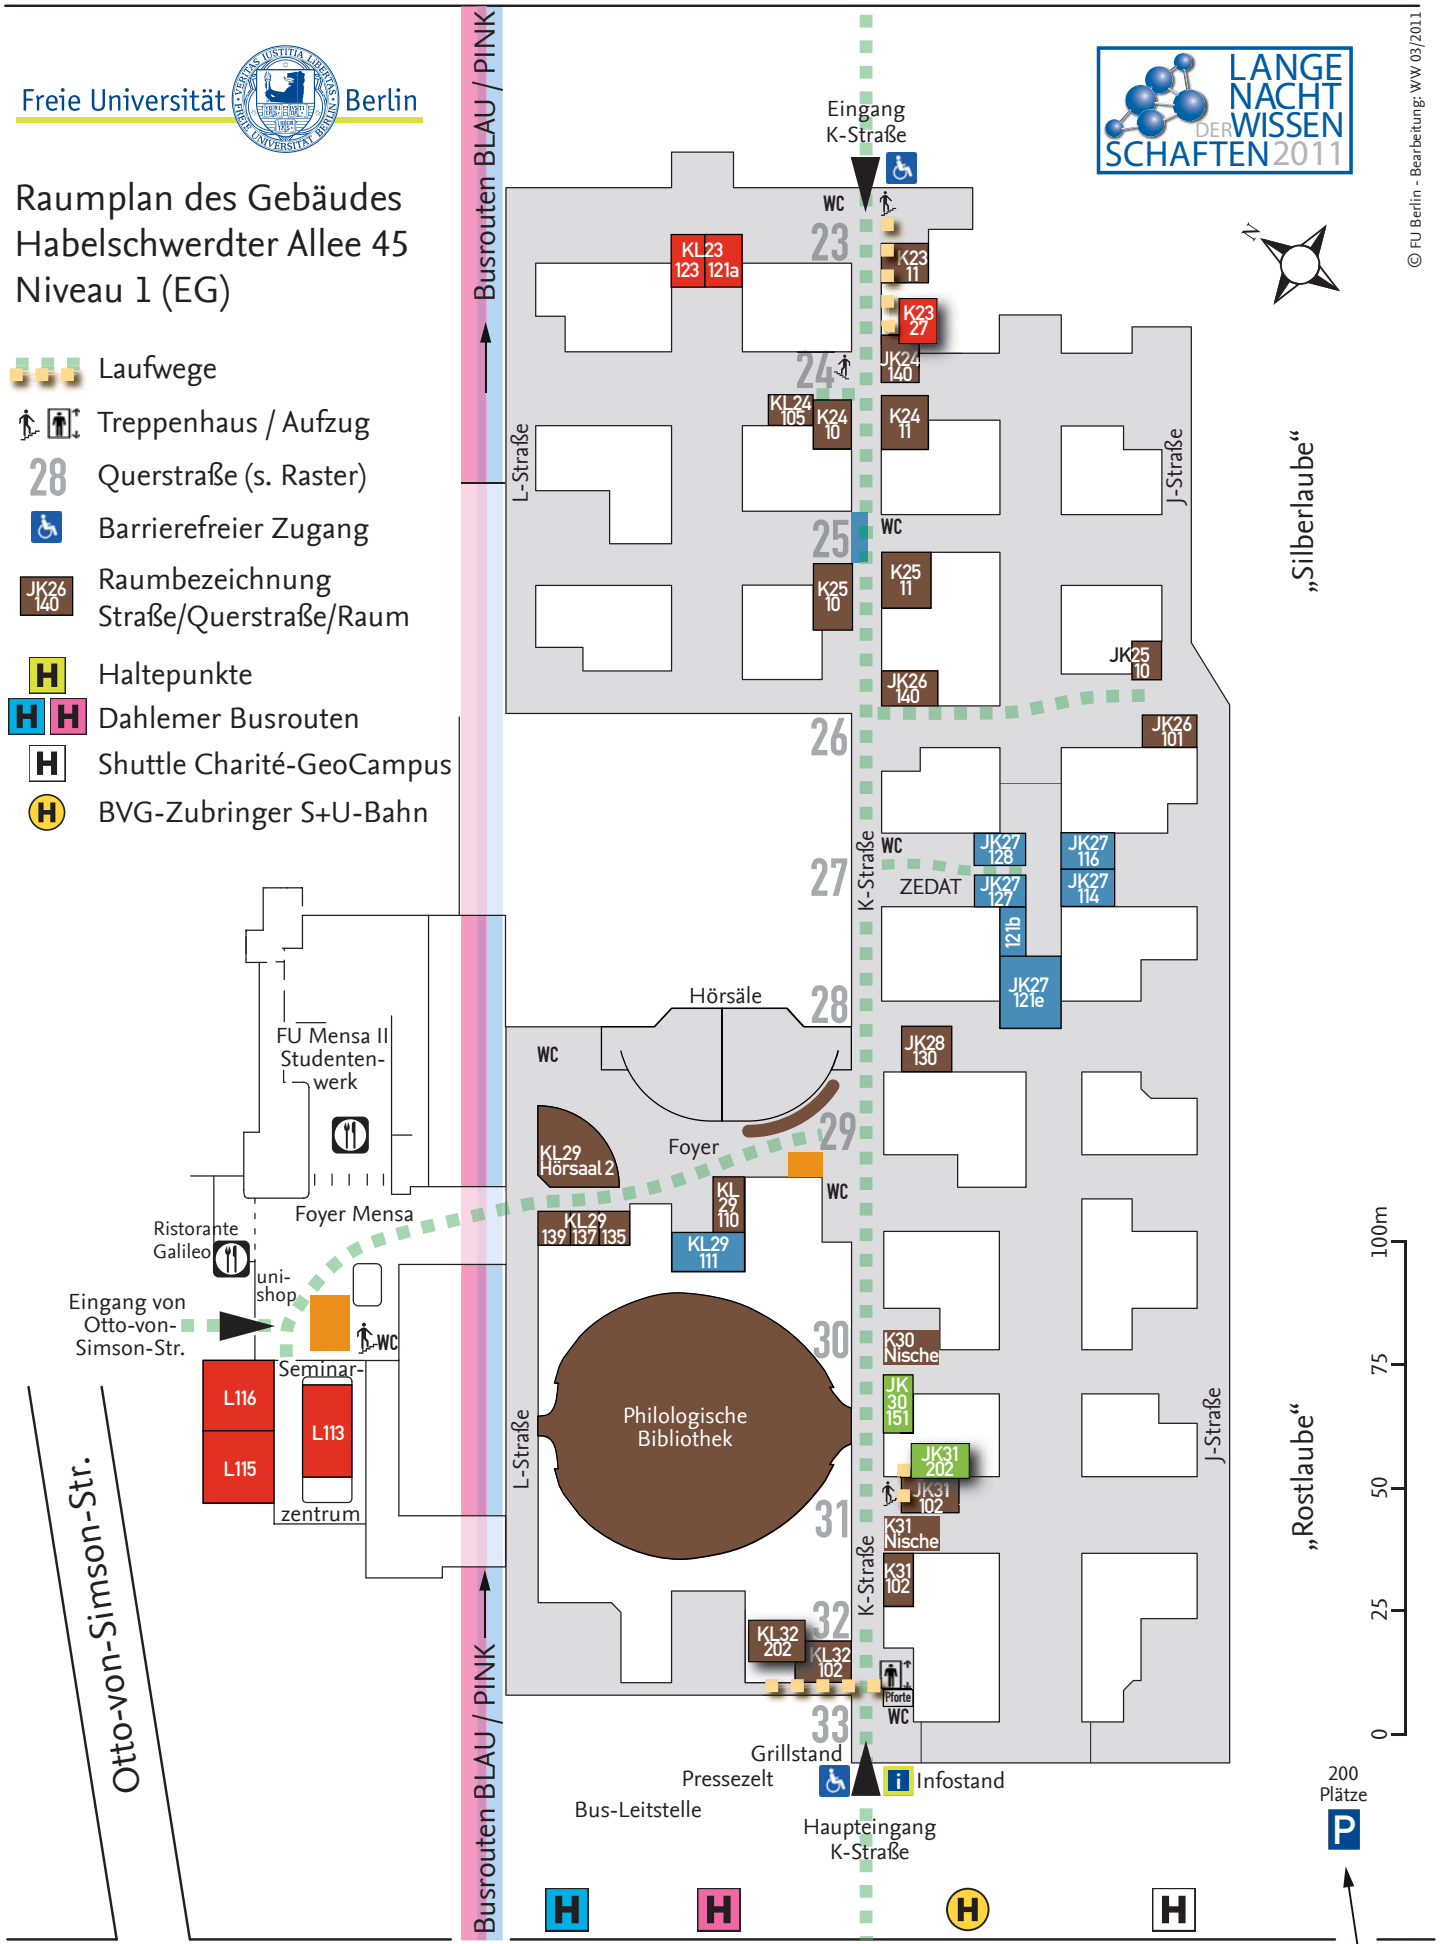 Freie Universität Berlin
VERITAS IUSTITIA LIBERTAS
FREIE UNIVERSITÄT BERLIN
Raumplan des Gebäudes
Habelschwerdter Allee 45
Niveau 1 (EG)
Laufwege
Treppenhaus / Aufzug
28 Querstraße (s. Raster)
Barrierefreier Zugang
JK26
140
Raumbezeichnung
Straße/Querstraße/Raum
H Haltepunkte
H H Dahlemer Busrouten
H Shuttle Charité-GeoCampus
H BVG-Zubringer S+U-Bahn
Busrouten BLAU / PINK
Eingang
K-Straße
LANGE
NACHT
DER WISSEN
SCHAFTEN 2011
© FU Berlin - Bearbeitung: WW 03/2011
N
WC
23
KL23
123 121a
K23
11
K23
27
24
JK24
140
KL24
105
K24
10
K24
11
L-Straße
J-Straße
„Silberlaube“
25
WC
K25
10
K25
11
JK25
10
JK26
140
26
JK26
101
K-Straße
WC
27
ZEDAT
JK27
128
JK27
116
JK27
127
JK27
114
121b
JK27
121e
28
Hörsäle
WC
JK28
130
FU Mensa II
Studenten-
werk
29
Foyer
KL29
Hörsaal 2
WC
KL
29
110
KL29
139 137 135
KL29
111
Foyer Mensa
Ristorante
Galileo
uni-
shop
Eingang von
Otto-von-
Simson-Str.
WC
Seminar-
L116
L113
L115
zentrum
Otto-von-Simson-Str.
L-Straße
Philologische
Bibliothek
30
K30
Nische
JK
30
151
JK31
202
JK31
102
31
K31
Nische
K31
102
K-Straße
J-Straße
„Rostlaube“
100m
75
50
25
0
32
KL32
202
KL32
102
Pforte
WC
33
Grillstand
Pressezelt
i Infostand
Bus-Leitstelle
Haupteingang
K-Straße
Busrouten BLAU / PINK
200
Plätze
P
H H H H